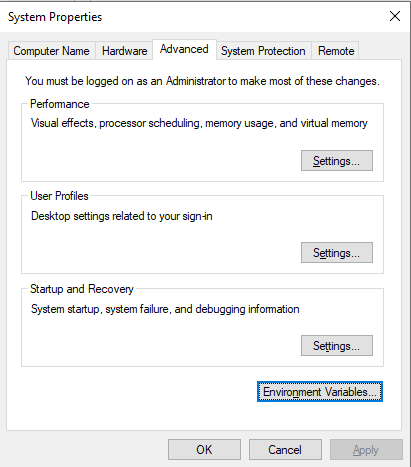 System Properties
Computer Name Hardware Advanced System Protection Remote
You must be logged on as an Administrator to make most of these changes.
Performance
Visual effects, processor scheduling, memory usage, and virtual memory
Settings...
User Profiles
Desktop settings related to your sign-in
Settings...
Startup and Recovery
System startup, system failure, and debugging information
Settings...
Environment Variables...
OK Cancel Apply